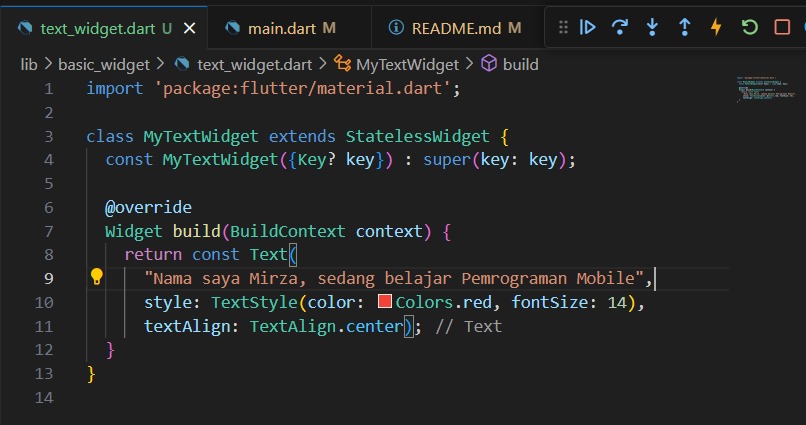 text_widget.dart U
main.dart M
README.md M
lib > basic_widget > text_widget.dart > MyTextWidget > build
1 import 'package:flutter/material.dart';
2
3 class MyTextWidget extends StatelessWidget {
4 const MyTextWidget({Key? key}) : super(key: key);
5
6 @override
7 Widget build(BuildContext context) {
8 return const Text(
9 "Nama saya Mirza, sedang belajar Pemrograman Mobile",
10 style: TextStyle(color: Colors.red, fontSize: 14),
11 textAlign: TextAlign.center); // Text
12 }
13 }
14